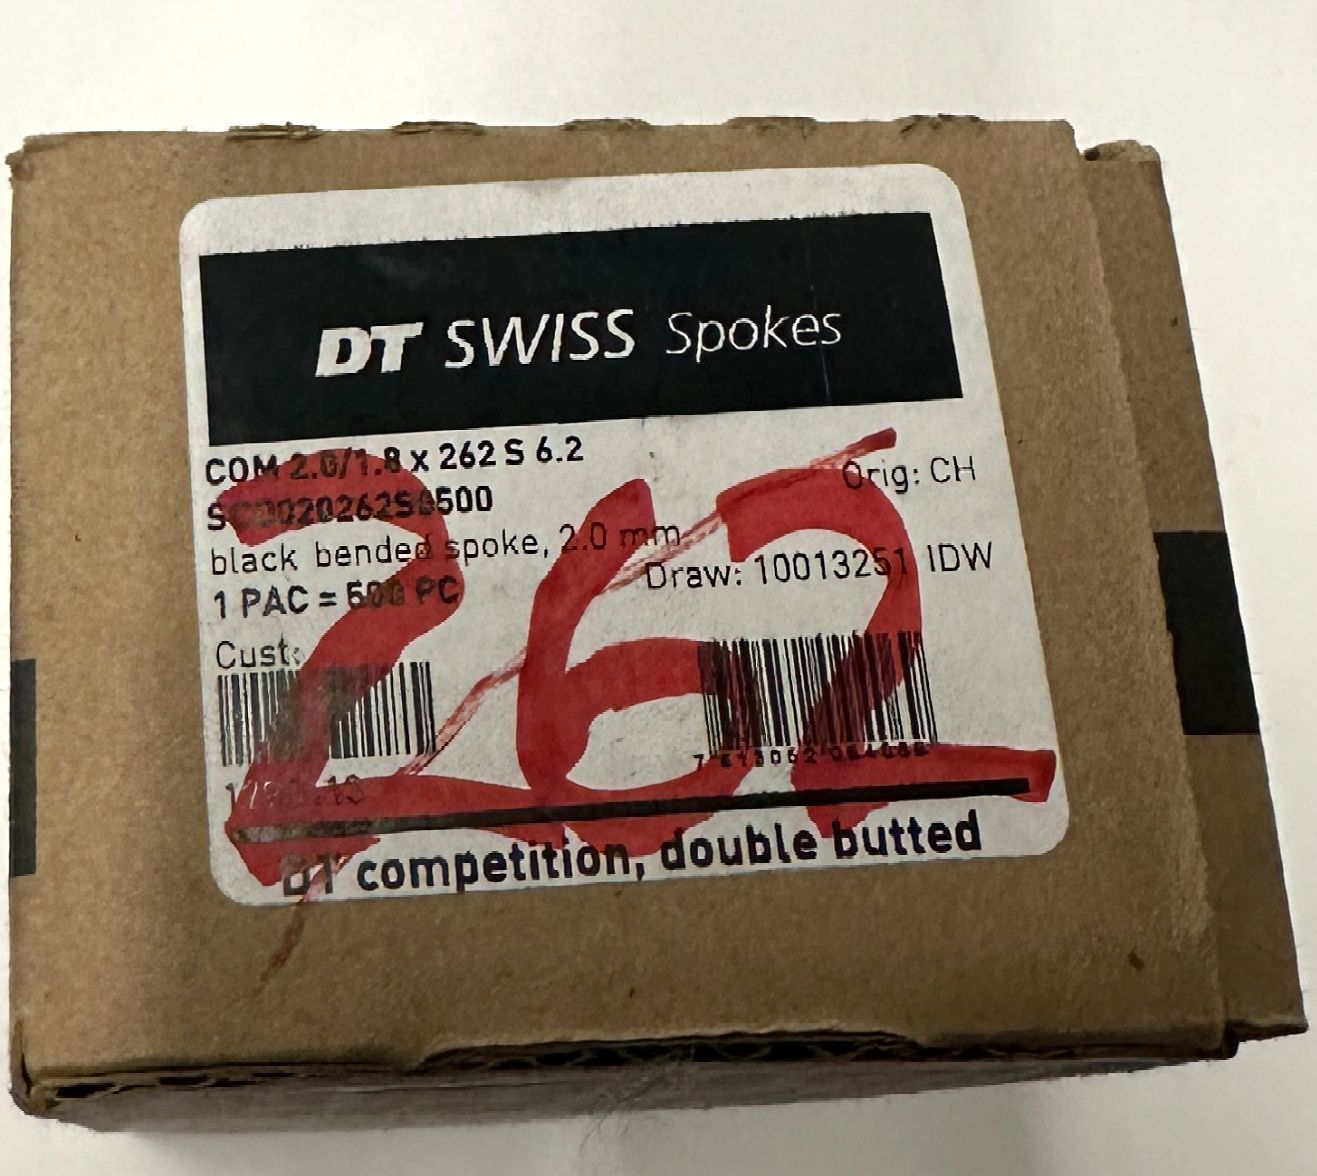 DT SWISS Spokes
COM 2.0/1.8 x 262 S 6.2
Orig: CH
black bended spoke, 2.0 mm
Draw: 10013251 IDW
1 PAC = 500 PC
Cust:
262
DT competition, double butted